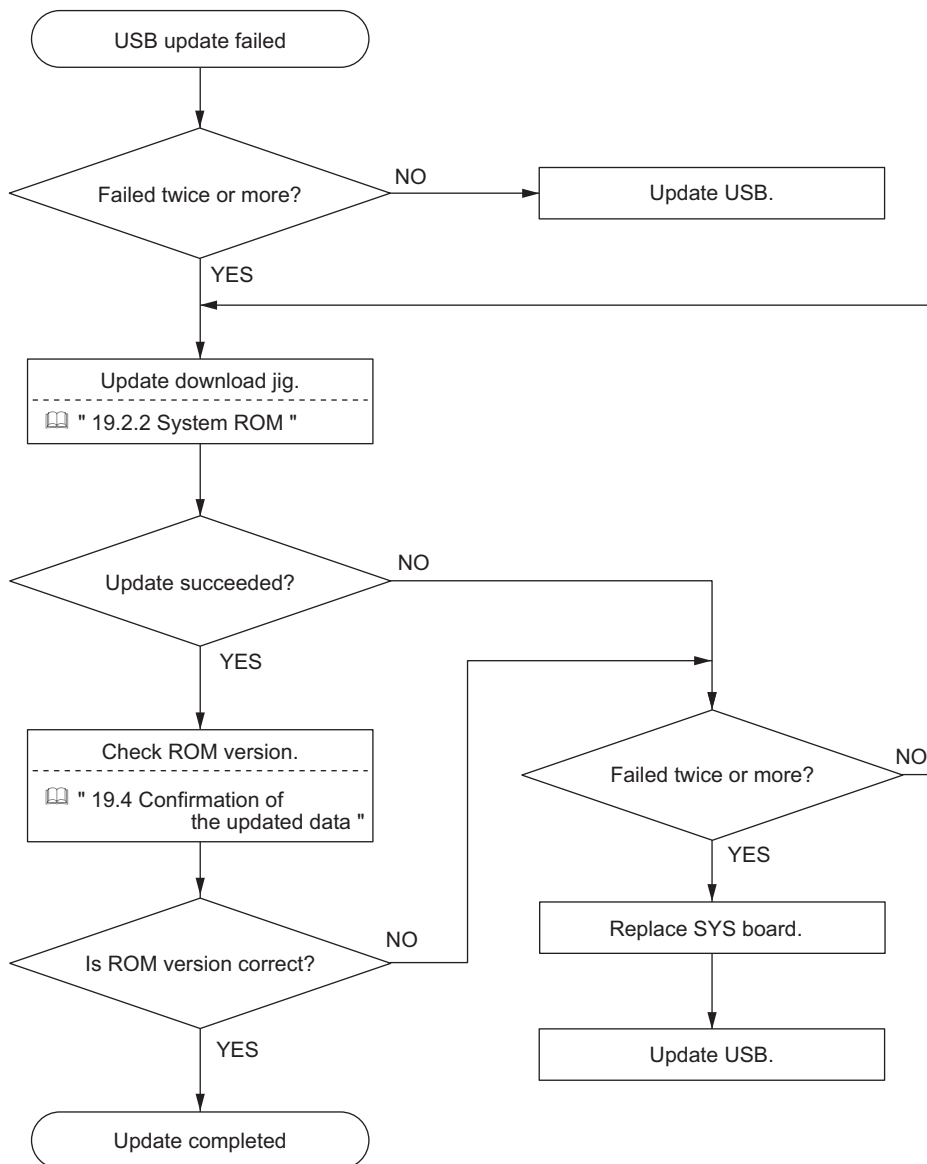 USB update failed
Failed twice or more?
NO
Update USB.
YES
Update download jig.
" 19.2.2 System ROM "
Update succeeded?
NO
YES
Check ROM version.
" 19.4 Confirmation of
the updated data "
Failed twice or more?
NO
YES
Replace SYS board.
Is ROM version correct?
NO
Update USB.
YES
Update completed